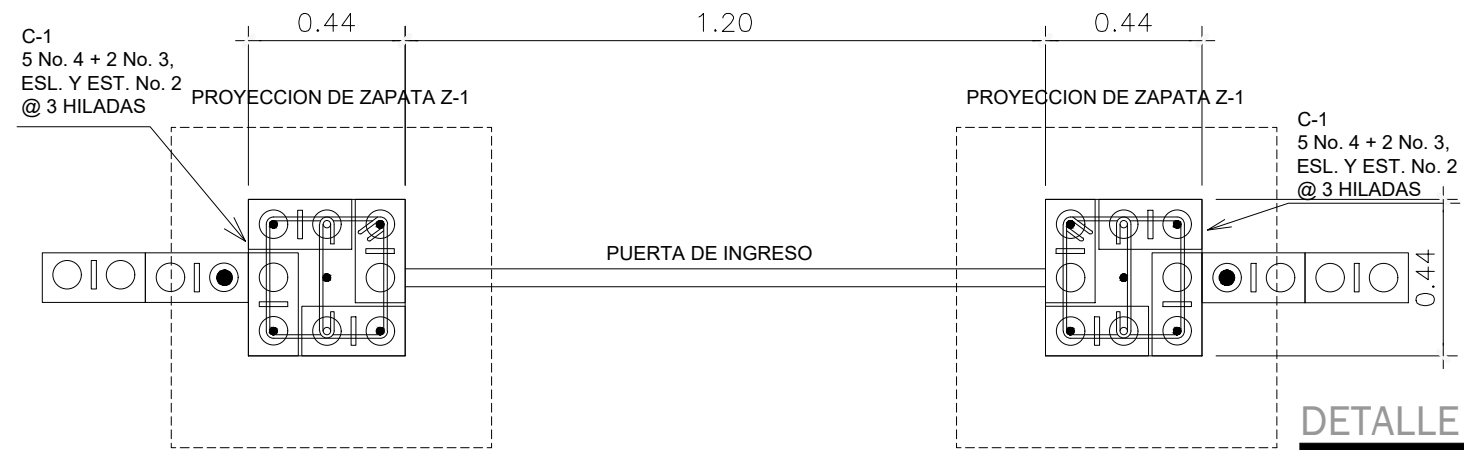 0.44
1.20
0.44
C-1
5 No. 4 + 2 No. 3,
ESL. Y EST. No. 2
@ 3 HILADAS
PROYECCION DE ZAPATA Z-1
PROYECCION DE ZAPATA Z-1
C-1
5 No. 4 + 2 No. 3,
ESL. Y EST. No. 2
@ 3 HILADAS
PUERTA DE INGRESO
0.44
DETALLE